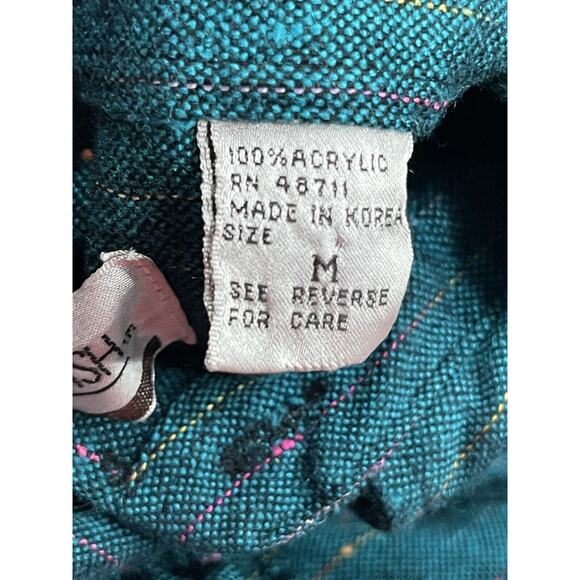 100% ACRYLIC
RN 48711
MADE IN KOREA
SIZE
M
SEE REVERSE
FOR CARE